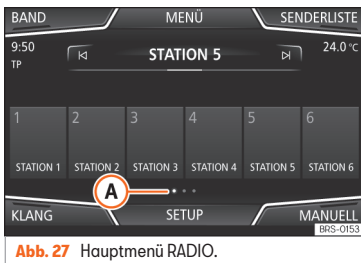 BAND MENÜ SENDERLISTE
9:50 STATION 5 24.0 °C
TP
1 2 3 4 5 6
STATION 1 STATION 2 STATION 3 STATION 4 STATION 5 STATION 6
A
KLANG SETUP MANUELL
BRS-0153
Abb. 27 Hauptmenü RADIO.